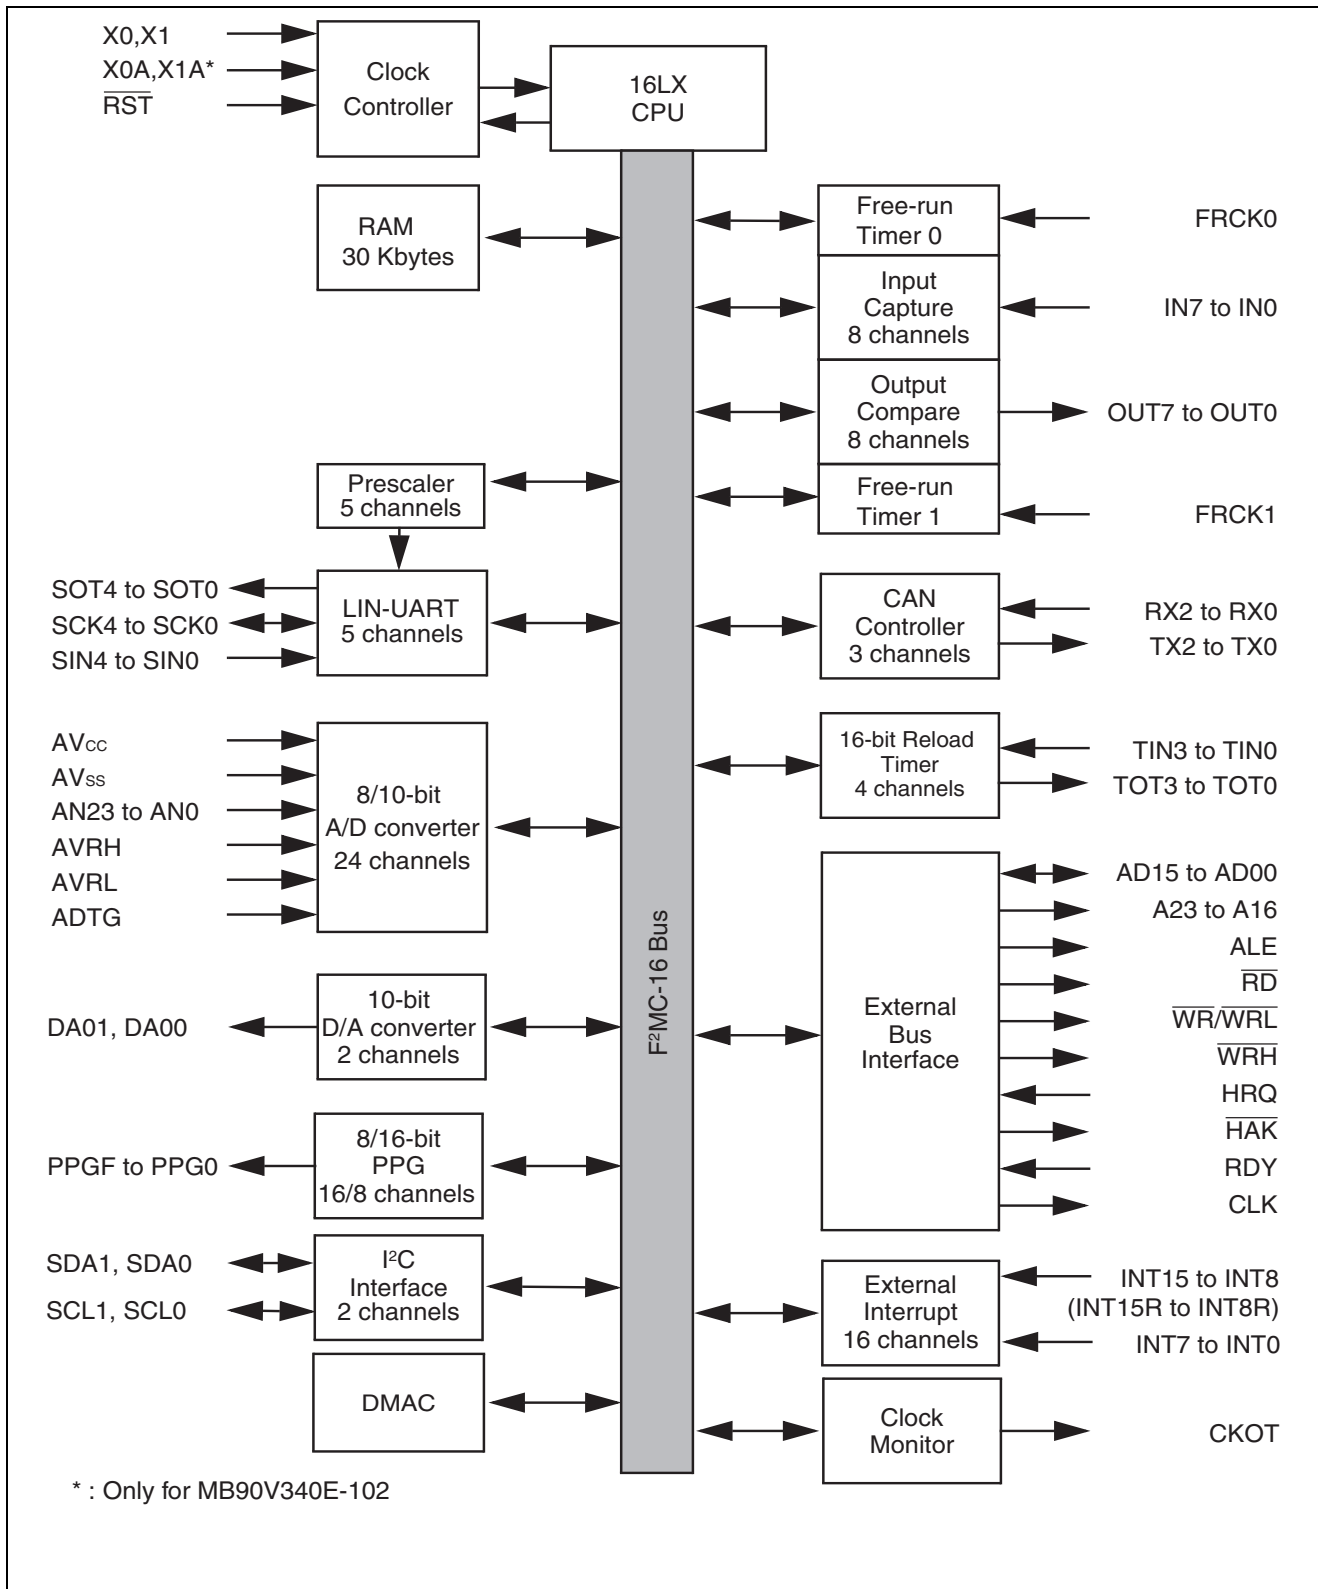 X0,X1
X0A,X1A*
R̅S̅T̅
Clock
Controller
16LX
CPU
RAM
30 Kbytes
Free-run
Timer 0
FRCK0
Input
Capture
8 channels
IN7 to IN0
Output
Compare
8 channels
OUT7 to OUT0
Free-run
Timer 1
FRCK1
Prescaler
5 channels
SOT4 to SOT0
SCK4 to SCK0
SIN4 to SIN0
LIN-UART
5 channels
CAN
Controller
3 channels
RX2 to RX0
TX2 to TX0
AVCC
AVSS
AN23 to AN0
AVRH
AVRL
ADTG
8/10-bit
A/D converter
24 channels
16-bit Reload
Timer
4 channels
TIN3 to TIN0
TOT3 to TOT0
F²MC-16 Bus
External
Bus
Interface
AD15 to AD00
A23 to A16
ALE
R̅D̅
W̅R̅/W̅R̅L̅
W̅R̅H̅
HRQ
H̅A̅K̅
RDY
CLK
DA01, DA00
10-bit
D/A converter
2 channels
PPGF to PPG0
8/16-bit
PPG
16/8 channels
SDA1, SDA0
SCL1, SCL0
I²C
Interface
2 channels
External
Interrupt
16 channels
INT15 to INT8
(INT15R to INT8R)
INT7 to INT0
DMAC
Clock
Monitor
CKOT
* : Only for MB90V340E-102